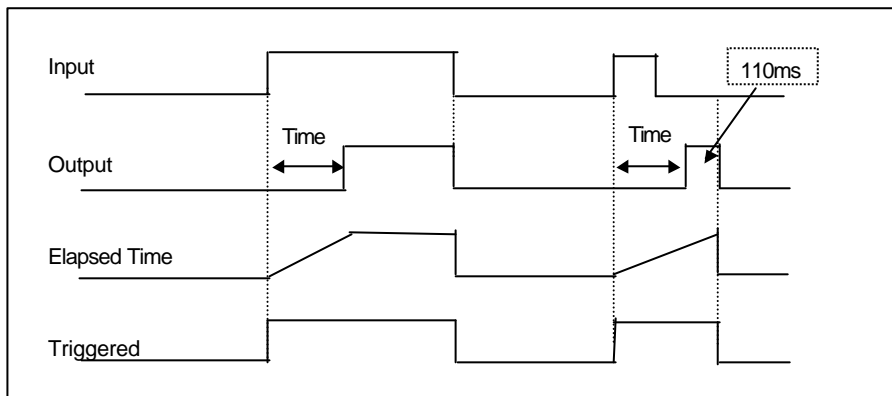 Input
110ms
Time
Time
Output
Elapsed Time
Triggered